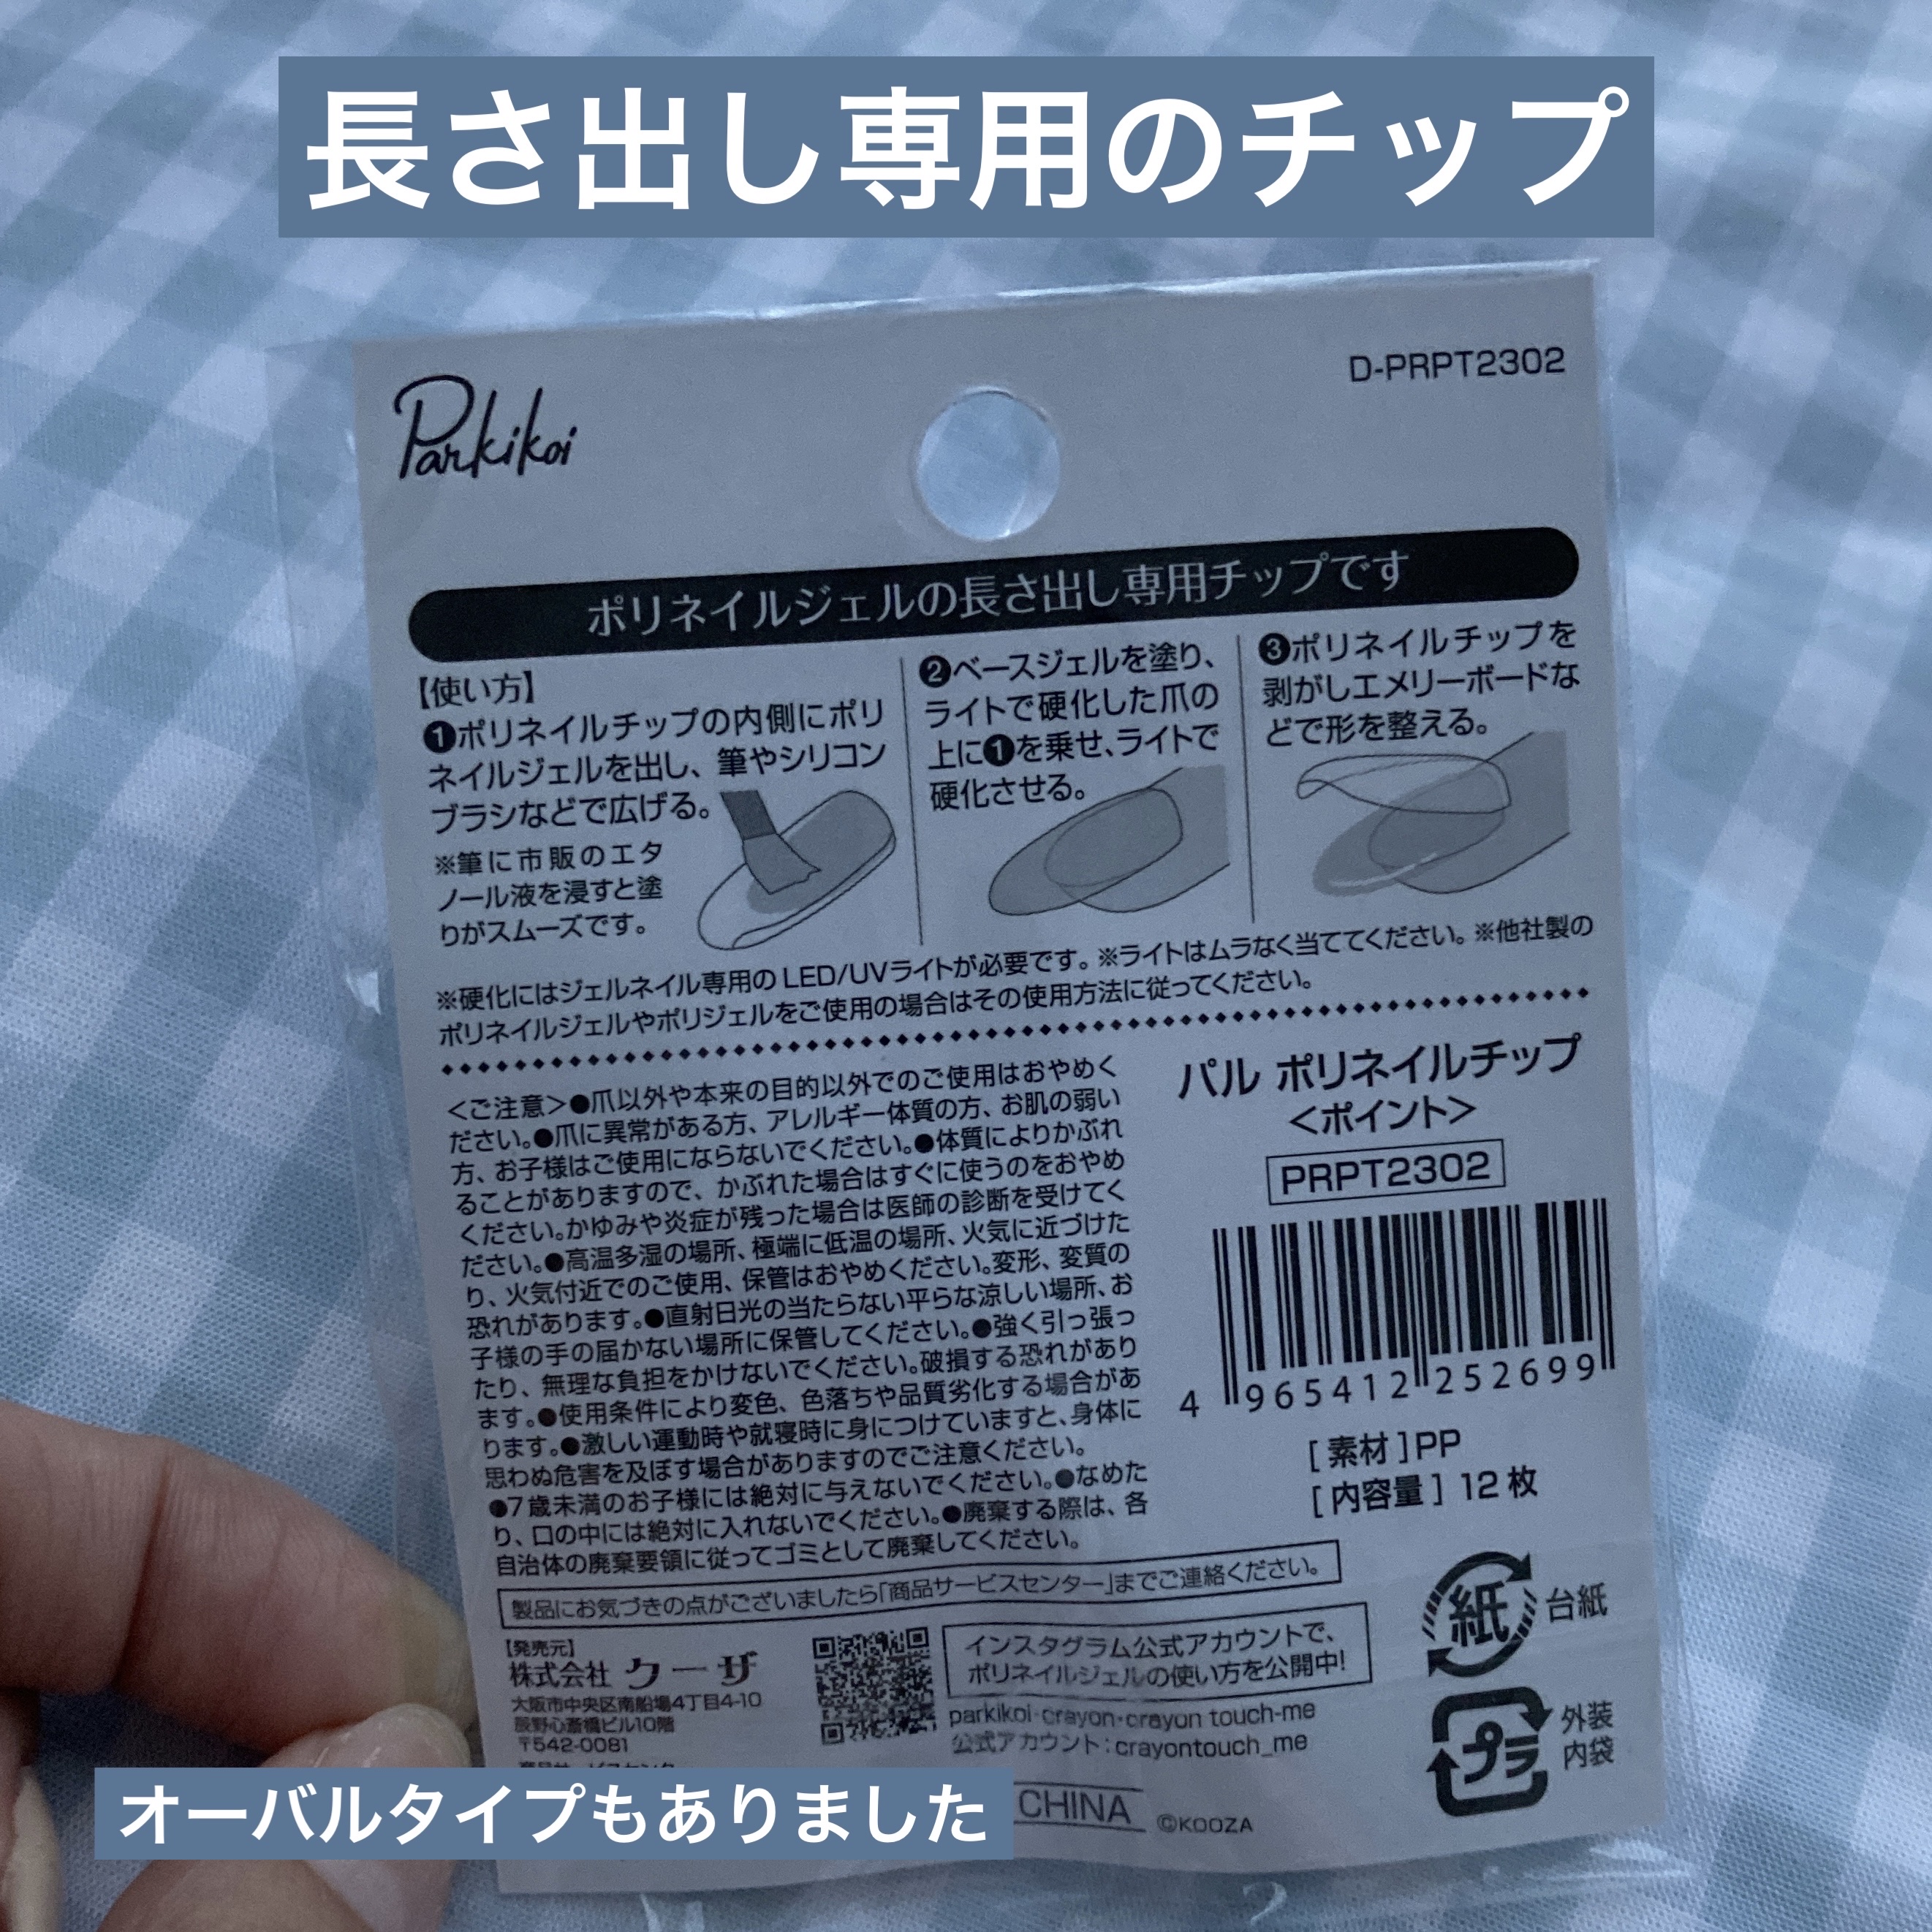 長さ出し専用のチップ
Parkikoi
D-PRPT2302
ポリネイルジェルの長さ出し専用チップです
【使い方】
❶ポリネイルチップの内側にポリ
ネイルジェルを出し、筆やシリコン
ブラシなどで広げる。
※筆に市販のエタ
ノール液を浸すと塗
りがスムーズです。
❷ベースジェルを塗り、
ライトで硬化した爪の
上に❶を乗せ、ライトで
硬化させる。
❸ポリネイルチップを
剥がしエメリーボードな
どで形を整える。
※硬化にはジェルネイル専用のLED/UVライトが必要です。※ライトはムラなく当ててください。※他社製の
ポリネイルジェルやポリジェルをご使用の場合はその使用方法に従ってください。
<ご注意>●爪以外や本来の目的以外でのご使用はおやめく
ださい。●爪に異常がある方、アレルギー体質の方、お肌の弱い
方、お子様はご使用にならないでください。●体質によりかぶれ
ることがありますので、かぶれた場合はすぐに使うのをおやめ
ください。かゆみや炎症が残った場合は医師の診断を受けてく
ださい。●高温多湿の場所、極端に低温の場所、火気に近づけた
り、火気付近でのご使用、保管はおやめください。変形、変質の
恐れがあります。●直射日光の当たらない平らな涼しい場所、お
子様の手の届かない場所に保管してください。●強く引っ張っ
たり、無理な負担をかけないでください。破損する恐れがあり
ます。●使用条件により変色、色落ちや品質劣化する場合があ
ります。●激しい運動時や就寝時に身につけていますと、身体に
思わぬ危害を及ぼす場合がありますのでご注意ください。
●7歳未満のお子様には絶対に与えないでください。●なめた
り、口の中には絶対に入れないでください。●廃棄する際は、各
自治体の廃棄要領に従ってゴミとして廃棄してください。
パル ポリネイルチップ
<ポイント>
PRPT2302
4 965412 252699
[素材]PP
[内容量]12枚
製品にお気づきの点がございましたら「商品サービスセンター」までご連絡ください。
【発売元】
株式会社 クーザ
大阪市中央区南船場4丁目4-10
辰野心斎橋ビル10階
〒542-0081
インスタグラム公式アカウントで、
ポリネイルジェルの使い方を公開中!
parkikoi・crayon・crayon touch-me
公式アカウント:crayontouch_me
紙 台紙
プラ 外装
内袋
CHINA ©KOOZA
オーバルタイプもありました